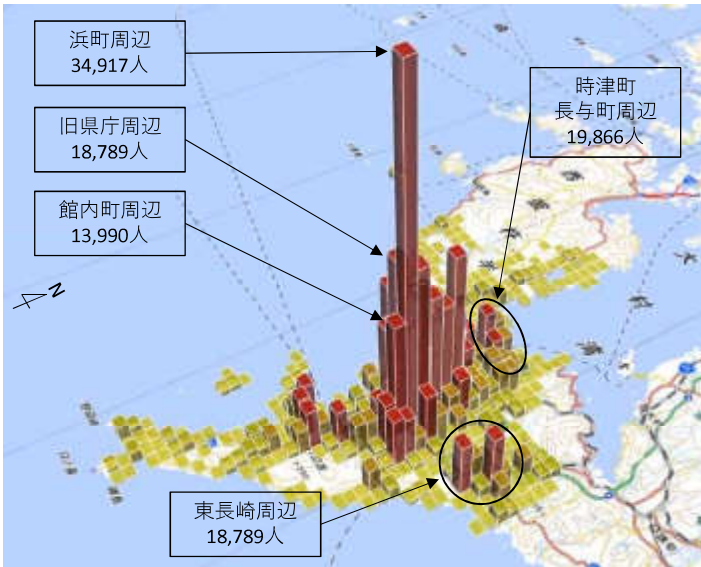 浜町周辺
34,917人
旧県庁周辺
18,789人
館内町周辺
13,990人
時津町
長与町周辺
19,866人
N
東長崎周辺
18,789人